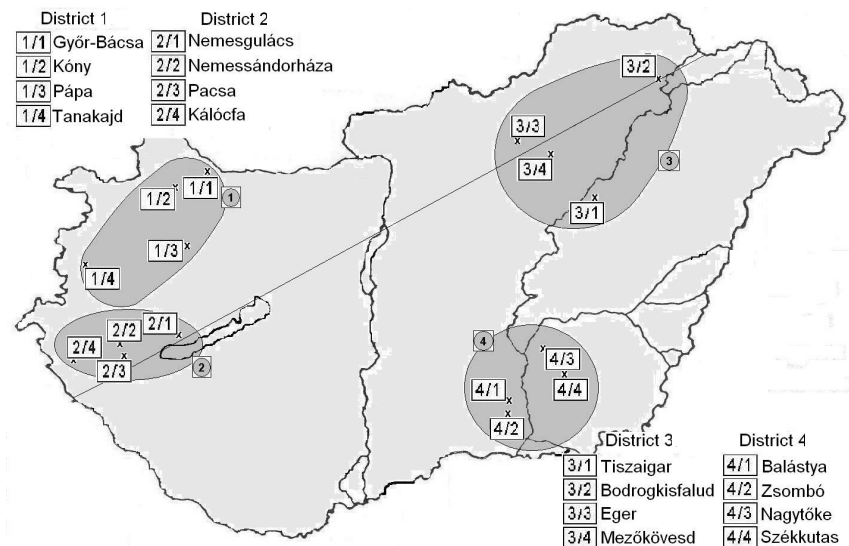 District 1
1/1 Győr-Bácsa
1/2 Kóny
1/3 Pápa
1/4 Tanakajd
District 2
2/1 Nemesgulács
2/2 Nemessándorháza
2/3 Pacsa
2/4 Kálócfa
3/2
3/3
3/4
3
3/1
1/1
1/2
1
1/3
1/4
2/1
2/2
2/4
2/3
2
4
4/3
4/4
4/1
4/2
District 3
3/1 Tiszaigar
3/2 Bodrogkisfalud
3/3 Eger
3/4 Mezőkövesd
District 4
4/1 Balástya
4/2 Zsombó
4/3 Nagytőke
4/4 Székkutas